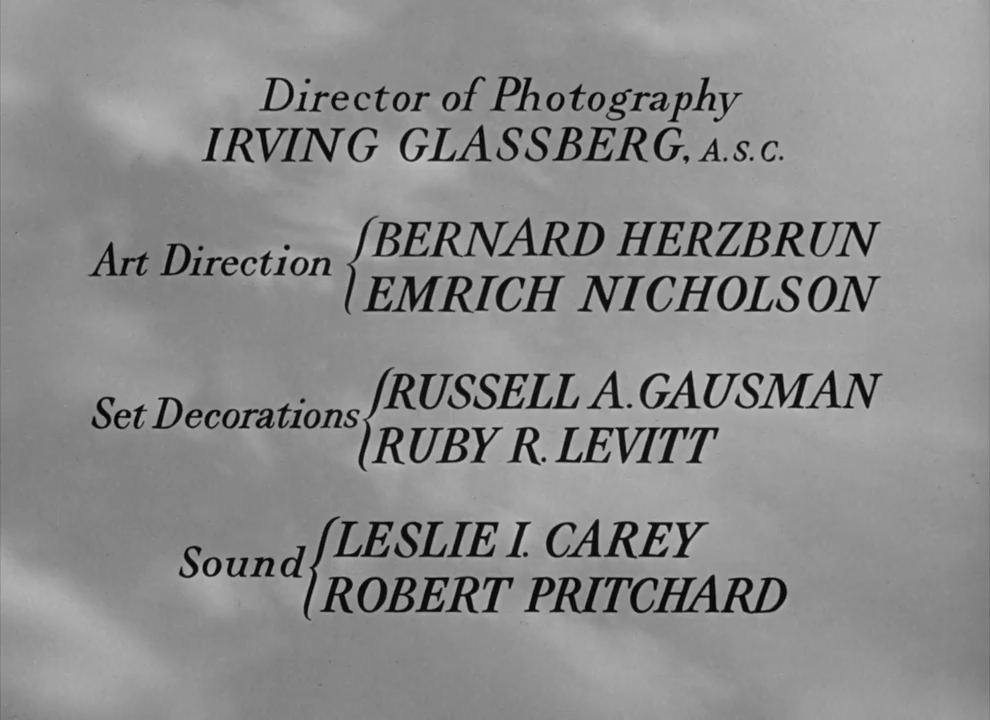 Director of Photography
IRVING GLASSBERG, A.S.C.
Art Direction
BERNARD HERZBRUN
EMRICH NICHOLSON
Set Decorations
RUSSELL A. GAUSMAN
RUBY R. LEVITT
Sound
LESLIE I. CAREY
ROBERT PRITCHARD